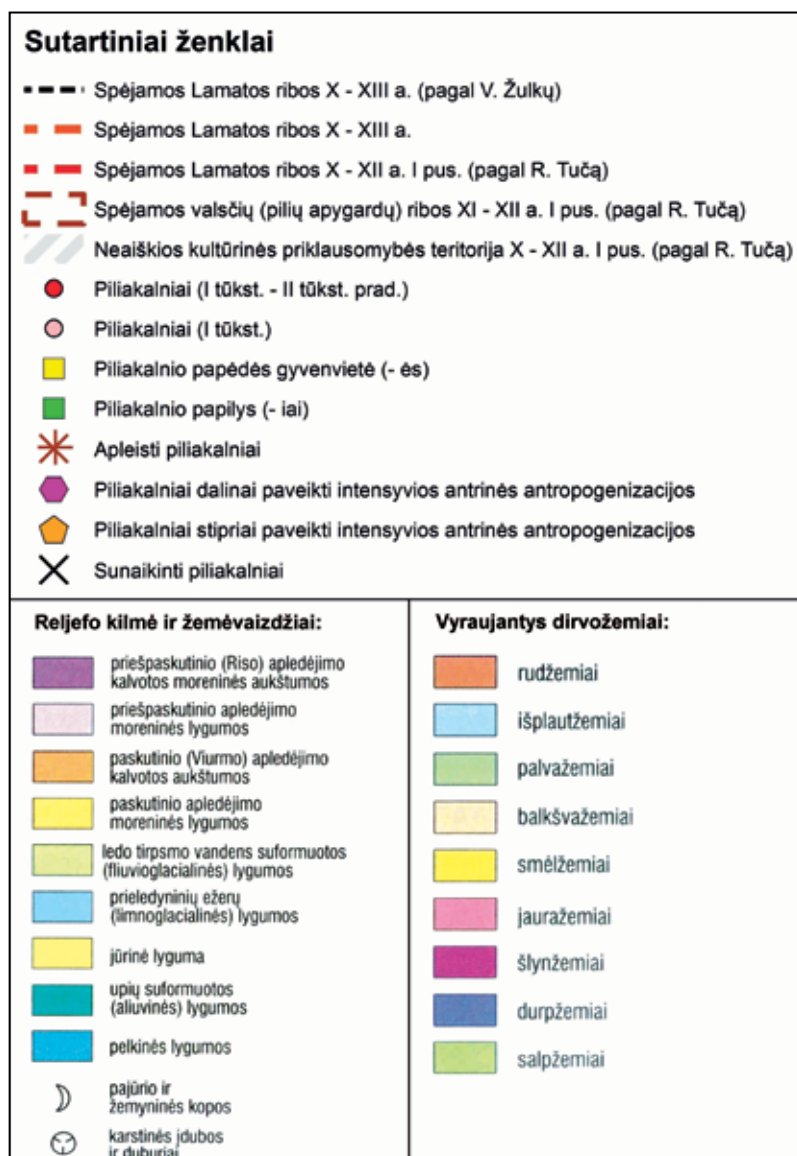 Sutartiniai ženklai
Spėjamos Lamatos ribos X - XIII a. (pagal V. Žulkų)
Spėjamos Lamatos ribos X - XIII a.
Spėjamos Lamatos ribos X - XII a. I pus. (pagal R. Tučą)
Spėjamos valsčių (pilių apygardų) ribos XI - XII a. I pus. (pagal R. Tučą)
Neaiškios kultūrinės priklausomybės teritorija X - XII a. I pus. (pagal R. Tučą)
Piliakalniai (I tūkst. - II tūkst. prad.)
Piliakalniai (I tūkst.)
Piliakalnio papėdės gyvenvietė (- ės)
Piliakalnio papilys (- iai)
Apleisti piliakalniai
Piliakalniai dalinai paveikti intensyvios antrinės antropogenizacijos
Piliakalniai stipriai paveikti intensyvios antrinės antropogenizacijos
Sunaikinti piliakalniai
Reljefo kilmė ir žemėvaizdžiai:
priešpaskutinio (Riso) apledėjimo
kalvotos moreninės aukštumos
priešpaskutinio apledėjimo
moreninės lygumos
paskutinio (Viurmo) apledėjimo
kalvotos aukštumos
paskutinio apledėjimo
moreninės lygumos
ledo tirpsmo vandens suformuotos
(fliuvioglacialinės) lygumos
prieledyninių ežerų
(limnoglacialinės) lygumos
jūrinė lyguma
upių suformuotos
(aliuvinės) lygumos
pelkinės lygumos
pajūrio ir
žemyninės kopos
karstinės įdubos
ir duburiai
Vyraujantys dirvožemiai:
rudžemiai
išplautžemiai
palvažemiai
balkšvažemiai
smėlžemiai
jauražemiai
šlynžemiai
durpžemiai
salpžemiai